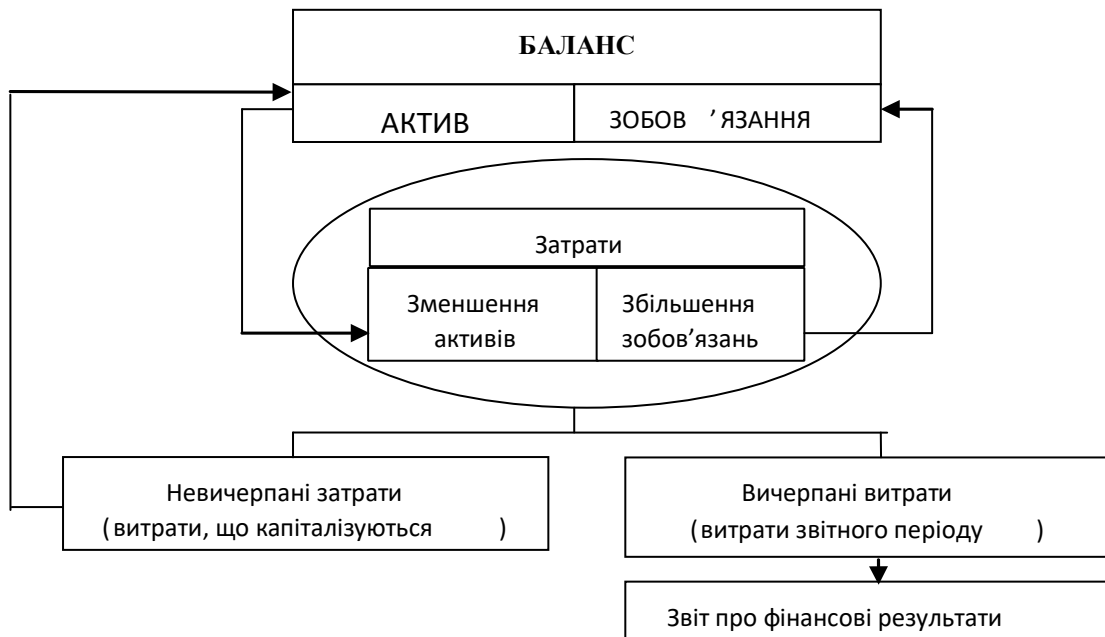 БАЛАНС
АКТИВ
ЗОБОВ ’ЯЗАННЯ
Затрати
Зменшення
активів
Збільшення
зобов’язань
Невичерпані затрати
(витрати, що капіталізуються )
Вичерпані витрати
(витрати звітного періоду )
Звіт про фінансові результати